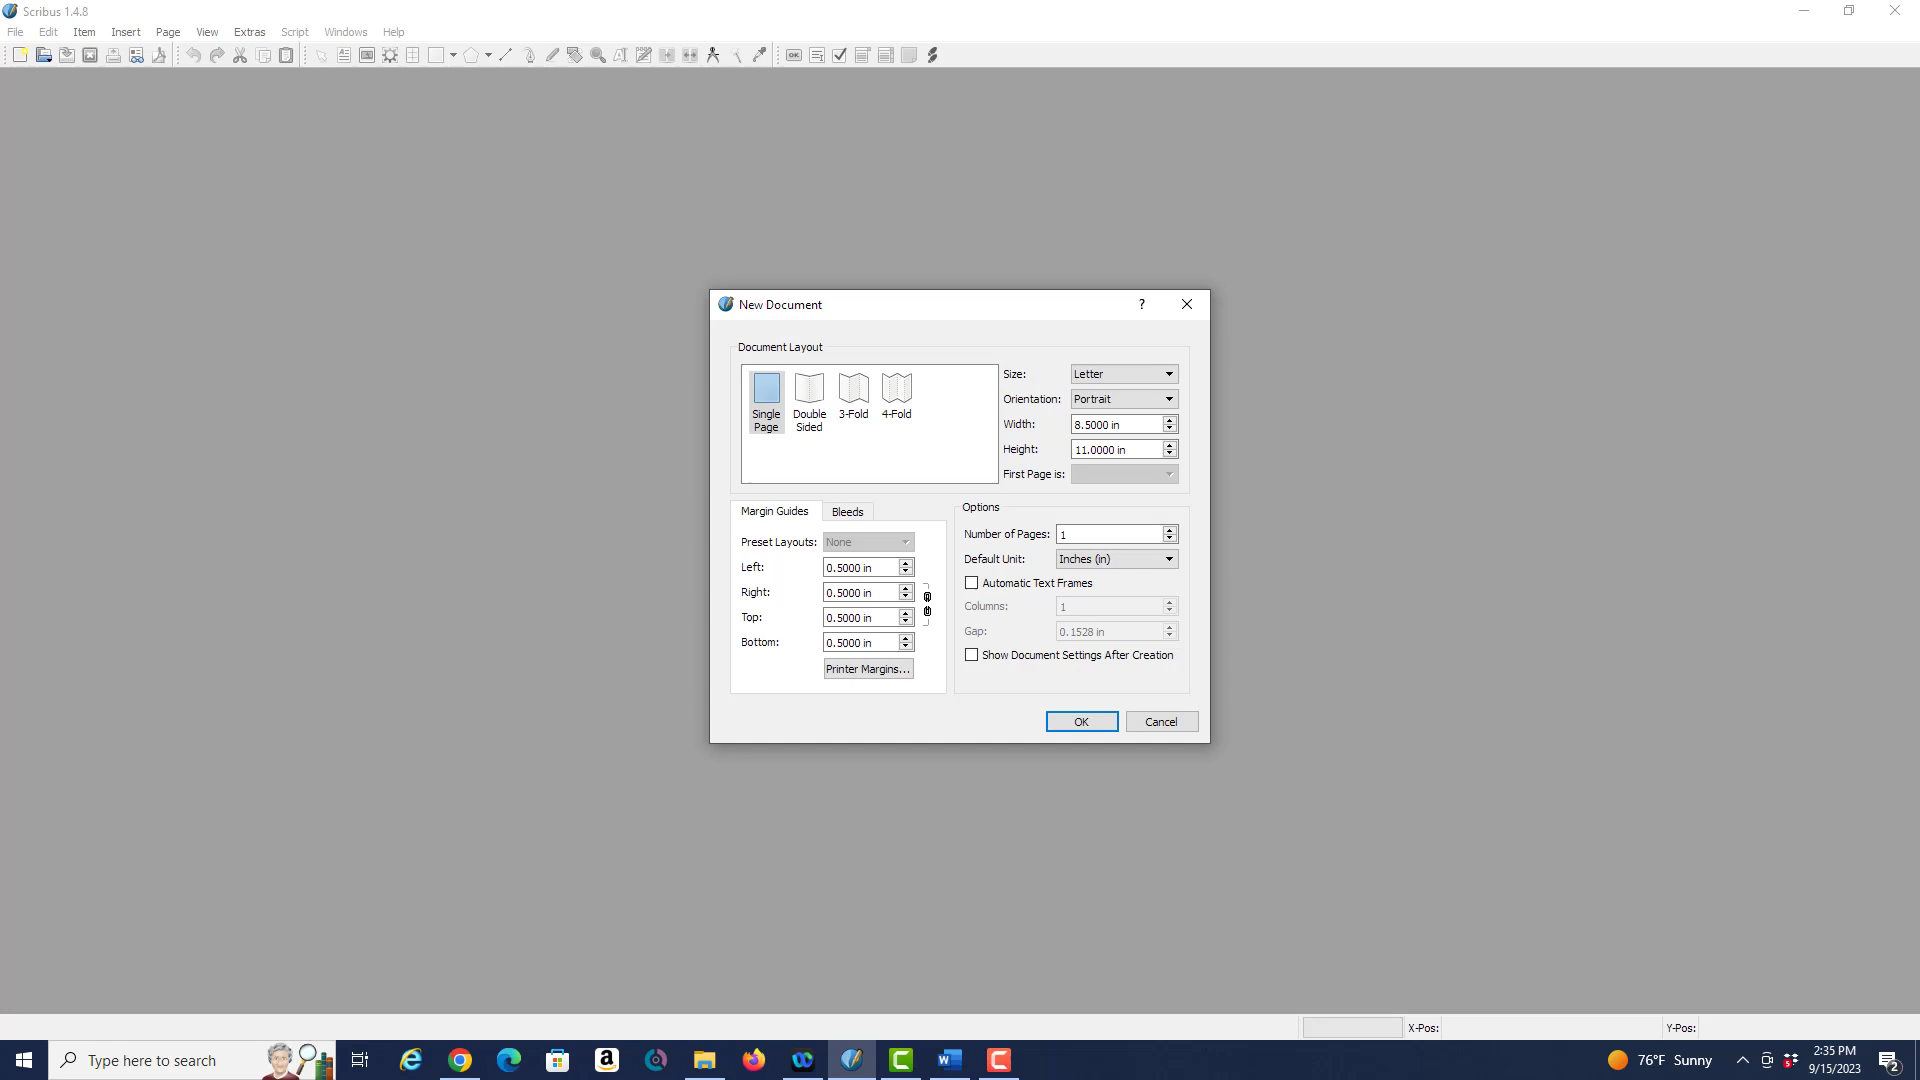 Scribus 1.4.8
File Edit Item Insert Page View Extras Script Windows Help
New Document
?
Document Layout
Single Page
Double Sided
3-Fold
4-Fold
Size: Letter
Orientation: Portrait
Width: 8.5000 in
Height: 11.0000 in
First Page is:
Margin Guides Bleeds
Preset Layouts: None
Left: 0.5000 in
Right: 0.5000 in
Top: 0.5000 in
Bottom: 0.5000 in
Printer Margins...
Options
Number of Pages: 1
Default Unit: Inches (in)
Automatic Text Frames
Columns: 1
Gap: 0.1528 in
Show Document Settings After Creation
OK Cancel
X-Pos: Y-Pos:
Type here to search
76°F Sunny
2:35 PM
9/15/2023
2